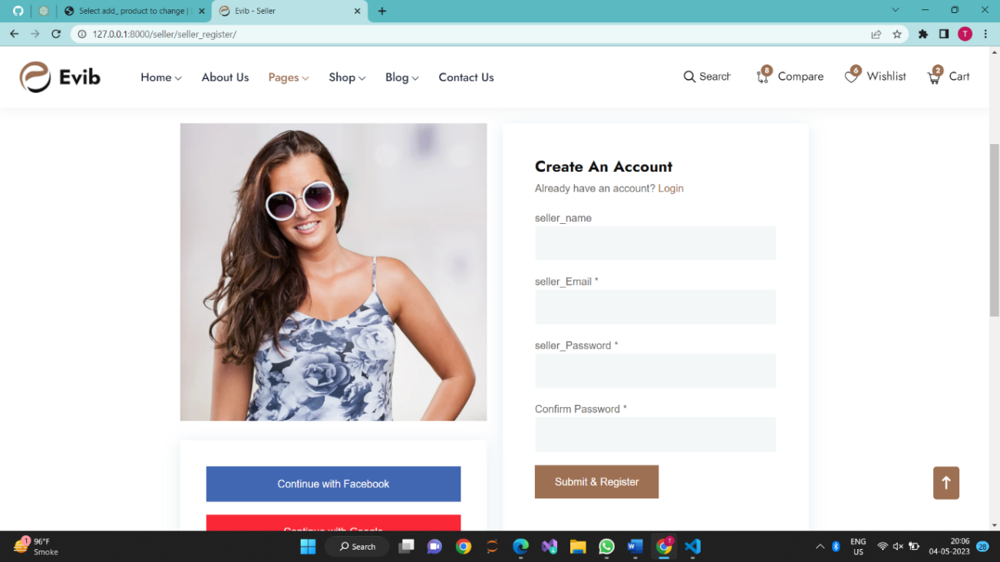 Select add_ product to change |
Evib - Seller
127.0.0.1:8000/seller/seller_register/
T
Evib
Home
About Us
Pages
Shop
Blog
Contact Us
Search
8
Compare
6
Wishlist
2
Cart
Create An Account
Already have an account? Login
seller_name
seller_Email *
seller_Password *
Confirm Password *
Submit & Register
Continue with Facebook
Continue with Google
1
96°F
Smoke
Search
T
ENG
US
20:06
04-05-2023
28